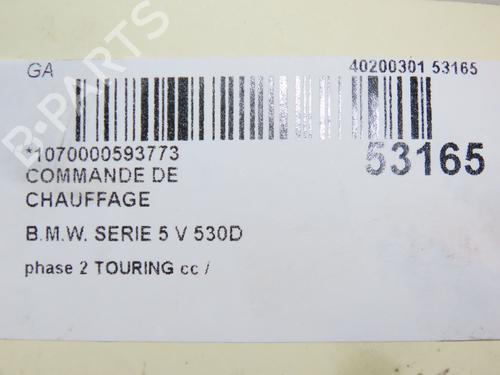 GA 40200301 53165
*1070000593773 53165
COMMANDE DE
CHAUFFAGE
B.M.W. SERIE 5 V 530D
phase 2 TOURING cc /
B-PARTS